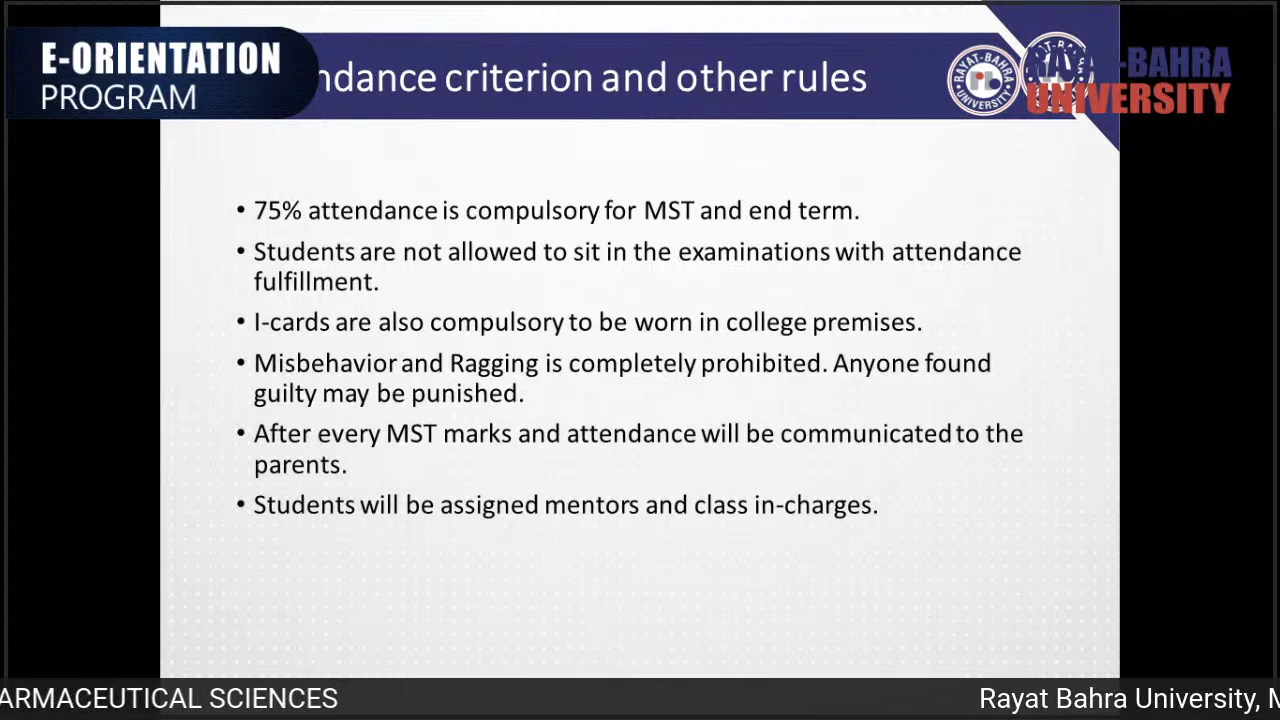 E-ORIENTATION
PROGRAM
ndance criterion and other rules
RAYAT-BAHRA
UNIVERSITY
-BAHRA
UNIVERSITY
• 75% attendance is compulsory for MST and end term.
• Students are not allowed to sit in the examinations with attendance
fulfillment.
• I-cards are also compulsory to be worn in college premises.
• Misbehavior and Ragging is completely prohibited. Anyone found
guilty may be punished.
• After every MST marks and attendance will be communicated to the
parents.
• Students will be assigned mentors and class in-charges.
ARMACEUTICAL SCIENCES
Rayat Bahra University, M